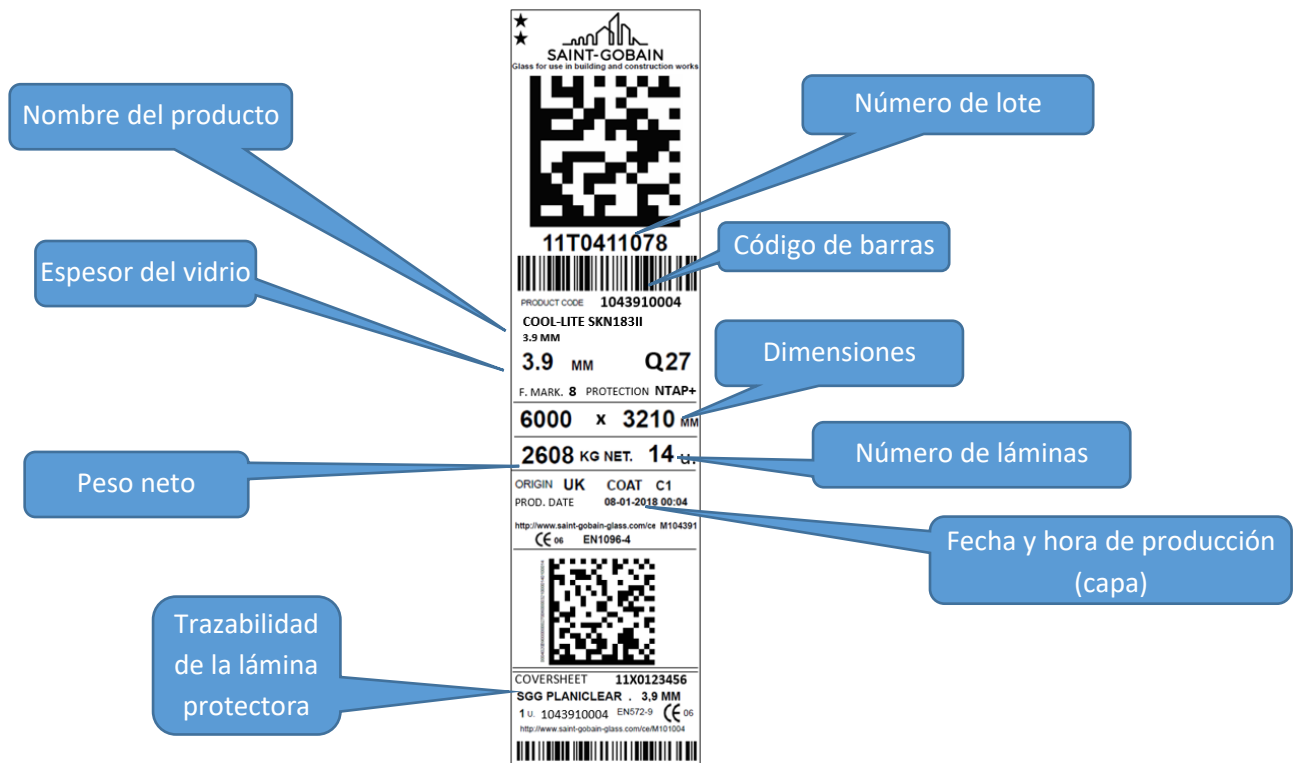 ★
★
SAINT-GOBAIN
Glass for use in building and construction works
Nombre del producto
Número de lote
11T0411078
Código de barras
Espesor del vidrio
PRODUCT CODE 1043910004
COOL-LITE SKN183II
3.9 MM
3.9 MM Q27
Dimensiones
F. MARK. 8 PROTECTION NTAP+
6000 x 3210 MM
2608 KG NET. 14 u.
Número de láminas
Peso neto
ORIGIN UK COAT C1
PROD. DATE 08-01-2018 00:04
http://www.saint-gobain-glass.com/ce M104391
CE 06 EN1096-4
Fecha y hora de producción
(capa)
Trazabilidad
de la lámina
protectora
COVERSHEET 11X0123456
SGG PLANICLEAR . 3,9 MM
1 U. 1043910004 EN572-9 CE 06
http://www.saint-gobain-glass.com/ce/M101004